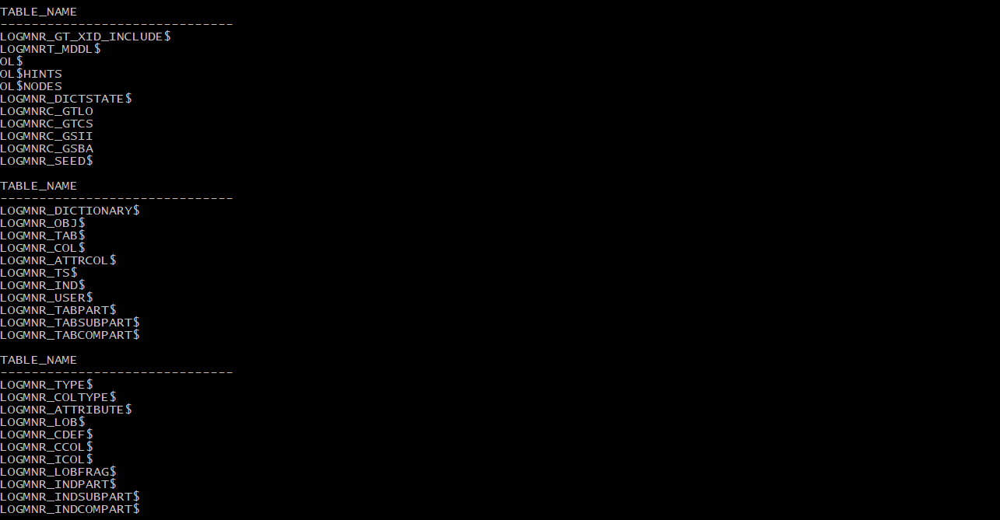 TABLE_NAME
------------------------------
LOGMNR_GT_XID_INCLUDE$
LOGMNRT_MDDL$
OL$
OL$HINTS
OL$NODES
LOGMNR_DICTSTATE$
LOGMNRC_GTLO
LOGMNRC_GTCS
LOGMNRC_GSII
LOGMNRC_GSBA
LOGMNR_SEED$

TABLE_NAME
------------------------------
LOGMNR_DICTIONARY$
LOGMNR_OBJ$
LOGMNR_TAB$
LOGMNR_COL$
LOGMNR_ATTRCOL$
LOGMNR_TS$
LOGMNR_IND$
LOGMNR_USER$
LOGMNR_TABPART$
LOGMNR_TABSUBPART$
LOGMNR_TABCOMPART$

TABLE_NAME
------------------------------
LOGMNR_TYPE$
LOGMNR_COLTYPE$
LOGMNR_ATTRIBUTE$
LOGMNR_LOB$
LOGMNR_CDEF$
LOGMNR_CCOL$
LOGMNR_ICOL$
LOGMNR_LOBFRAG$
LOGMNR_INDPART$
LOGMNR_INDSUBPART$
LOGMNR_INDCOMPART$